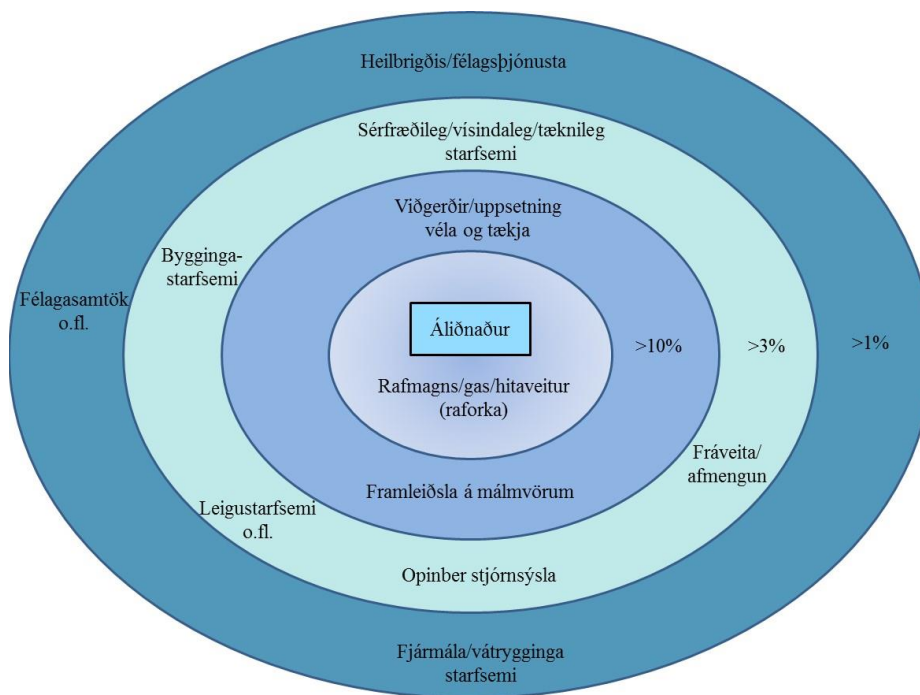 Heilbrigðis/félagsþjónusta
Sérfræðileg/vísindaleg/tæknileg
starfsemi
Viðgerðir/uppsetning
véla og tækja
Bygginga-
starfsemi
Félagasamtök
o.fl.
Áliðnaður
>10%
>3%
>1%
Rafmagns/gas/hitaveitur
(raforka)
Fráveita/
afmengun
Framleiðsla á málmvörum
Leigustarfsemi
o.fl.
Opinber stjórnsýsla
Fjármála/vátrygginga
starfsemi